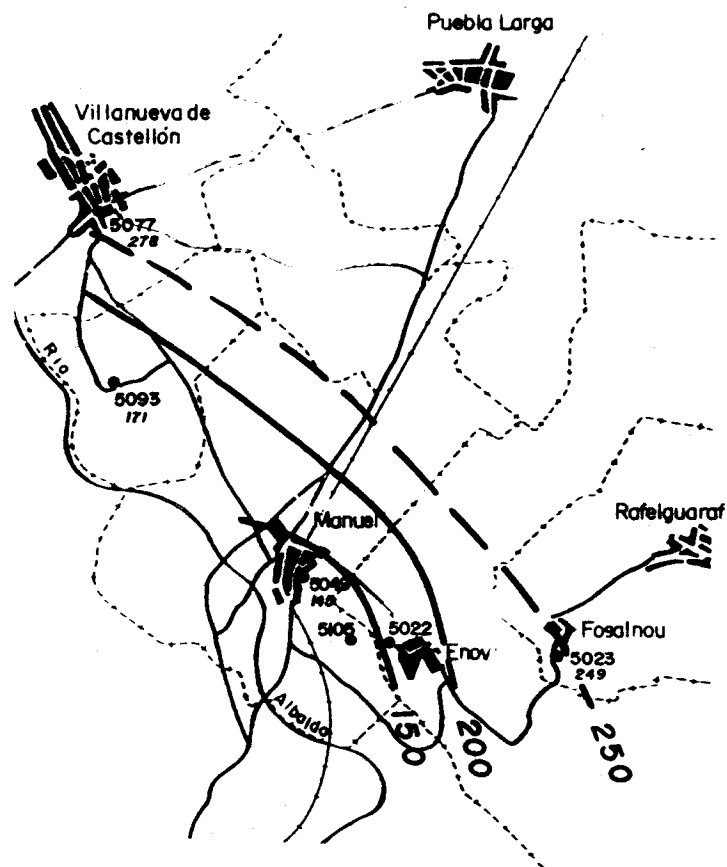 Puebla Larga
Villanueva de
Castellón
5077
278
Río
5093
171
Manuel
Rafelguaraf
5049
148
5105
5022
Enov
Fosalnou
5023
249
Albaida
150
200
250